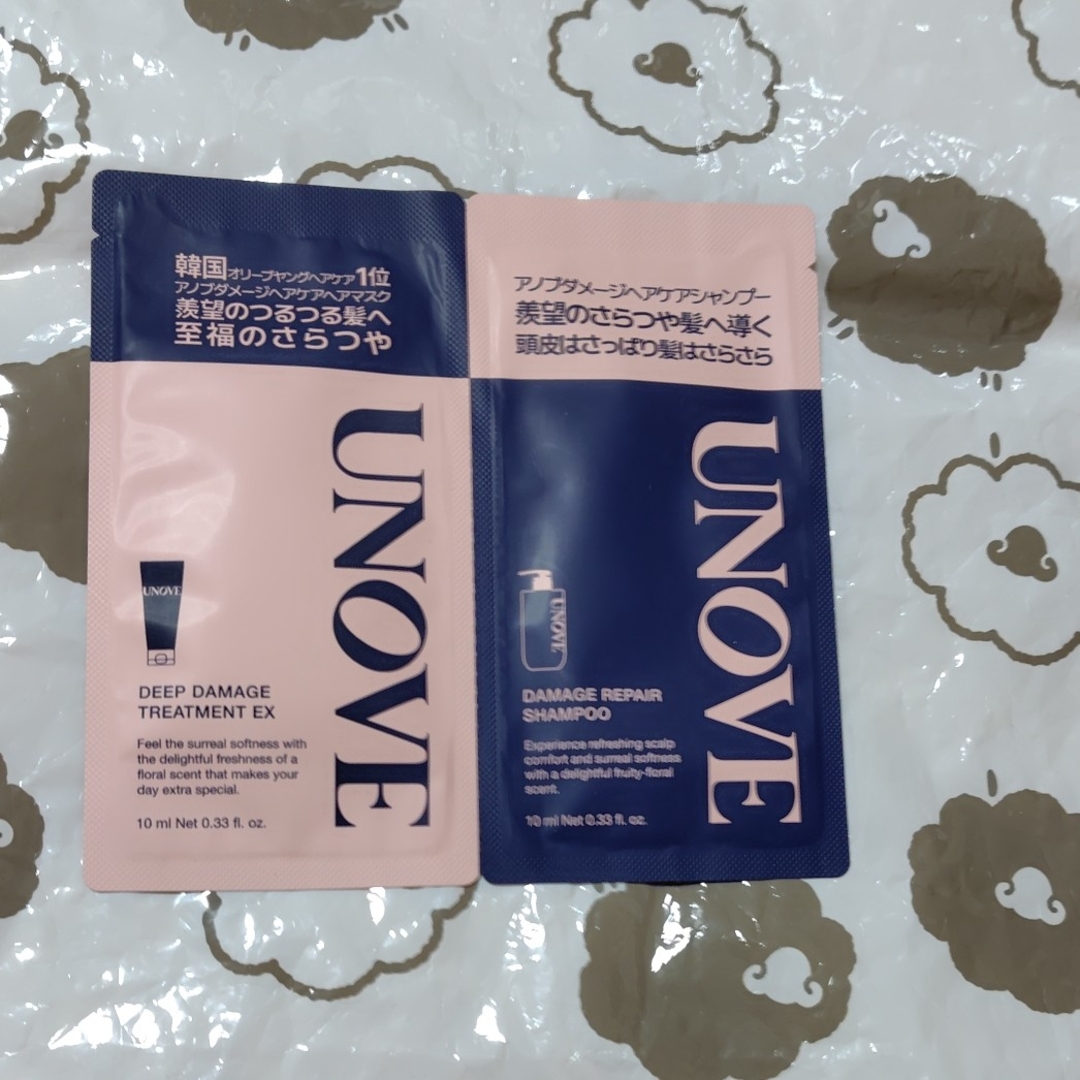 韓国オリーブヤングヘアケア1位
アノブダメージヘアケアヘアマスク
羨望のつるつる髪へ
至福のさらつや
UNOVE
UNOVE
DEEP DAMAGE
TREATMENT EX
Feel the surreal softness with
the delightful freshness of a
floral scent that makes your
day extra special.
10 ml Net 0.33 fl. oz.
アノブダメージヘアケアシャンプー
羨望のさらつや髪へ導く
頭皮はさっぱり髪はさらさら
UNOVE
UNOVE
DAMAGE REPAIR
SHAMPOO
Experience refreshing scalp
comfort and surreal softness
with a delightful fruity-floral
scent.
10 ml Net 0.33 fl. oz.